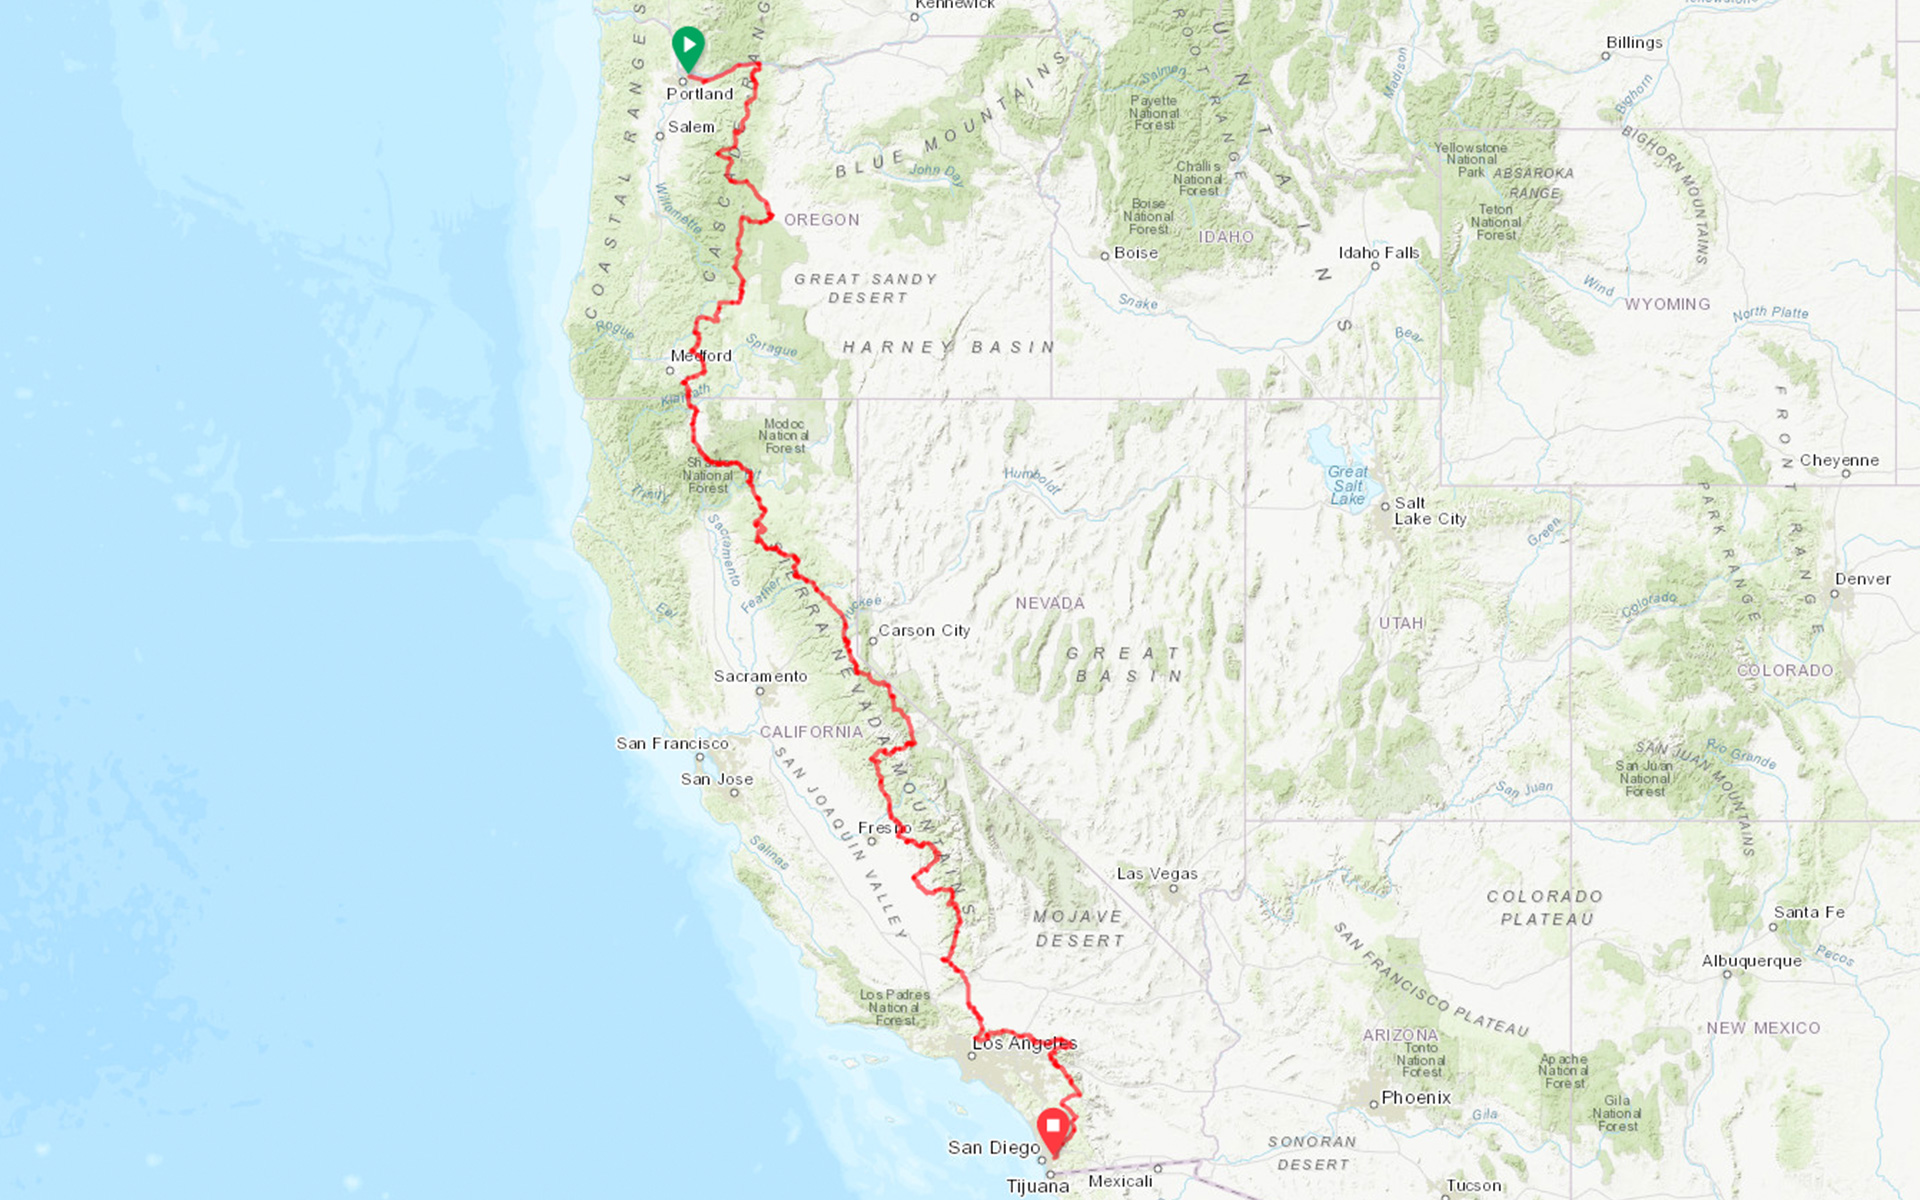 Kennewick
Yellowstone
Billings
Madison
Bighorn
BIGHORN MOUNTAINS
Salmon
ROOT RANGE
Portland
Salem
Willamette
COASTAL RANGES
CASCADE RANGE
BLUE MOUNTAINS
John Day
Payette
National
Forest
Challis
National
Forest
Boise
National
Forest
Yellowstone
National
Park
ABSAROKA
RANGE
Teton
National
Forest
OREGON
IDAHO
Boise
Idaho Falls
GREAT SANDY
DESERT
Snake
Wind
WYOMING
North Platte
Bear
Rogue
Medford
Sprague
HARNEY BASIN
Klamath
Modoc
National
Forest
Shasta
National
Forest
Trinity
Humboldt
Great
Salt
Lake
Salt
Lake City
Cheyenne
FRONT RANGE
PARK RANGE
Green
Sacramento
Feather
Eel
Truckee
Carson City
NEVADA
UTAH
Colorado
Denver
COLORADO
GREAT
BASIN
SIERRA NEVADA MOUNTAINS
Sacramento
CALIFORNIA
San Francisco
San Jose
SAN JOAQUIN VALLEY
Salinas
Fresno
SAN JUAN MOUNTAINS
San Juan
National
Forest
Rio Grande
San Juan
Las Vegas
MOJAVE
DESERT
COLORADO
PLATEAU
Santa Fe
Albuquerque
Pecos
SAN FRANCISCO PLATEAU
Los Padres
National
Forest
Los Angeles
ARIZONA
Tonto
National
Forest
Apache
National
Forest
NEW MEXICO
Phoenix
Gila
Gila
National
Forest
San Diego
SONORAN
DESERT
Tijuana
Mexicali
Tucson